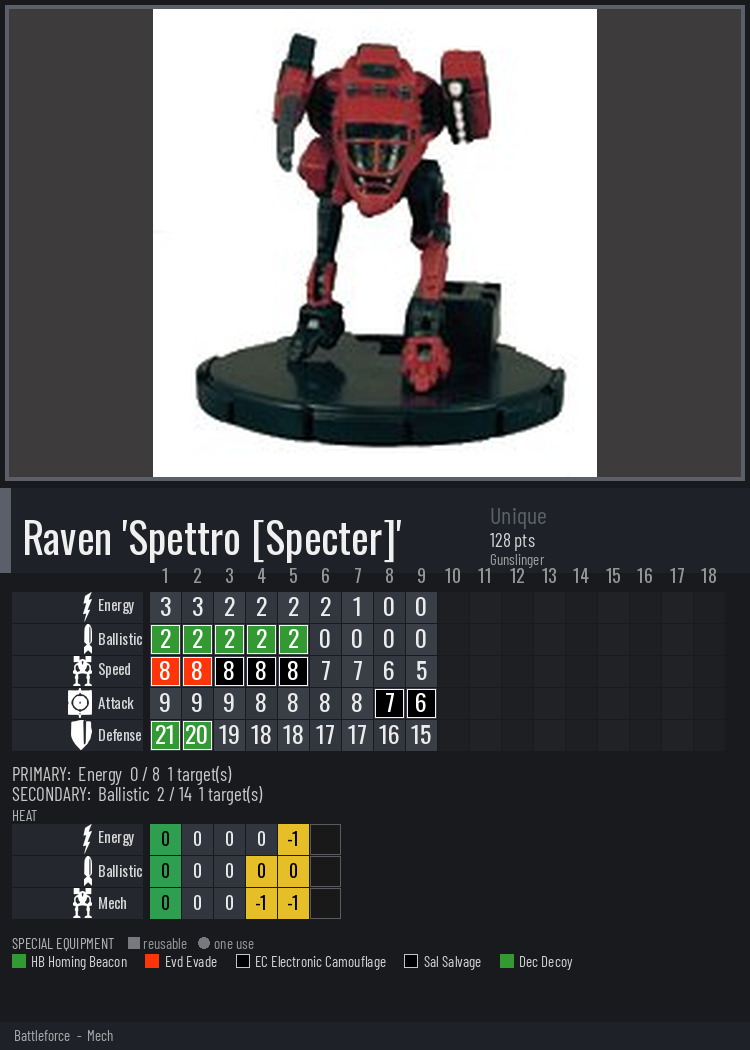 Raven 'Spettro [Specter]'
Unique
128 pts
Gunslinger
1 2 3 4 5 6 7 8 9 10 11 12 13 14 15 16 17 18
Energy 3 3 2 2 2 2 1 0 0
Ballistic 2 2 2 2 2 0 0 0 0
Speed 8 8 8 8 8 7 7 6 5
Attack 9 9 9 8 8 8 8 7 6
Defense 21 20 19 18 18 17 17 16 15
PRIMARY: Energy 0 / 8 1 target(s)
SECONDARY: Ballistic 2 / 14 1 target(s)
HEAT
Energy 0 0 0 0 -1
Ballistic 0 0 0 0 0
Mech 0 0 0 -1 -1
SPECIAL EQUIPMENT reusable one use
HB Homing Beacon Evd Evade EC Electronic Camouflage Sal Salvage Dec Decoy
Battleforce - Mech